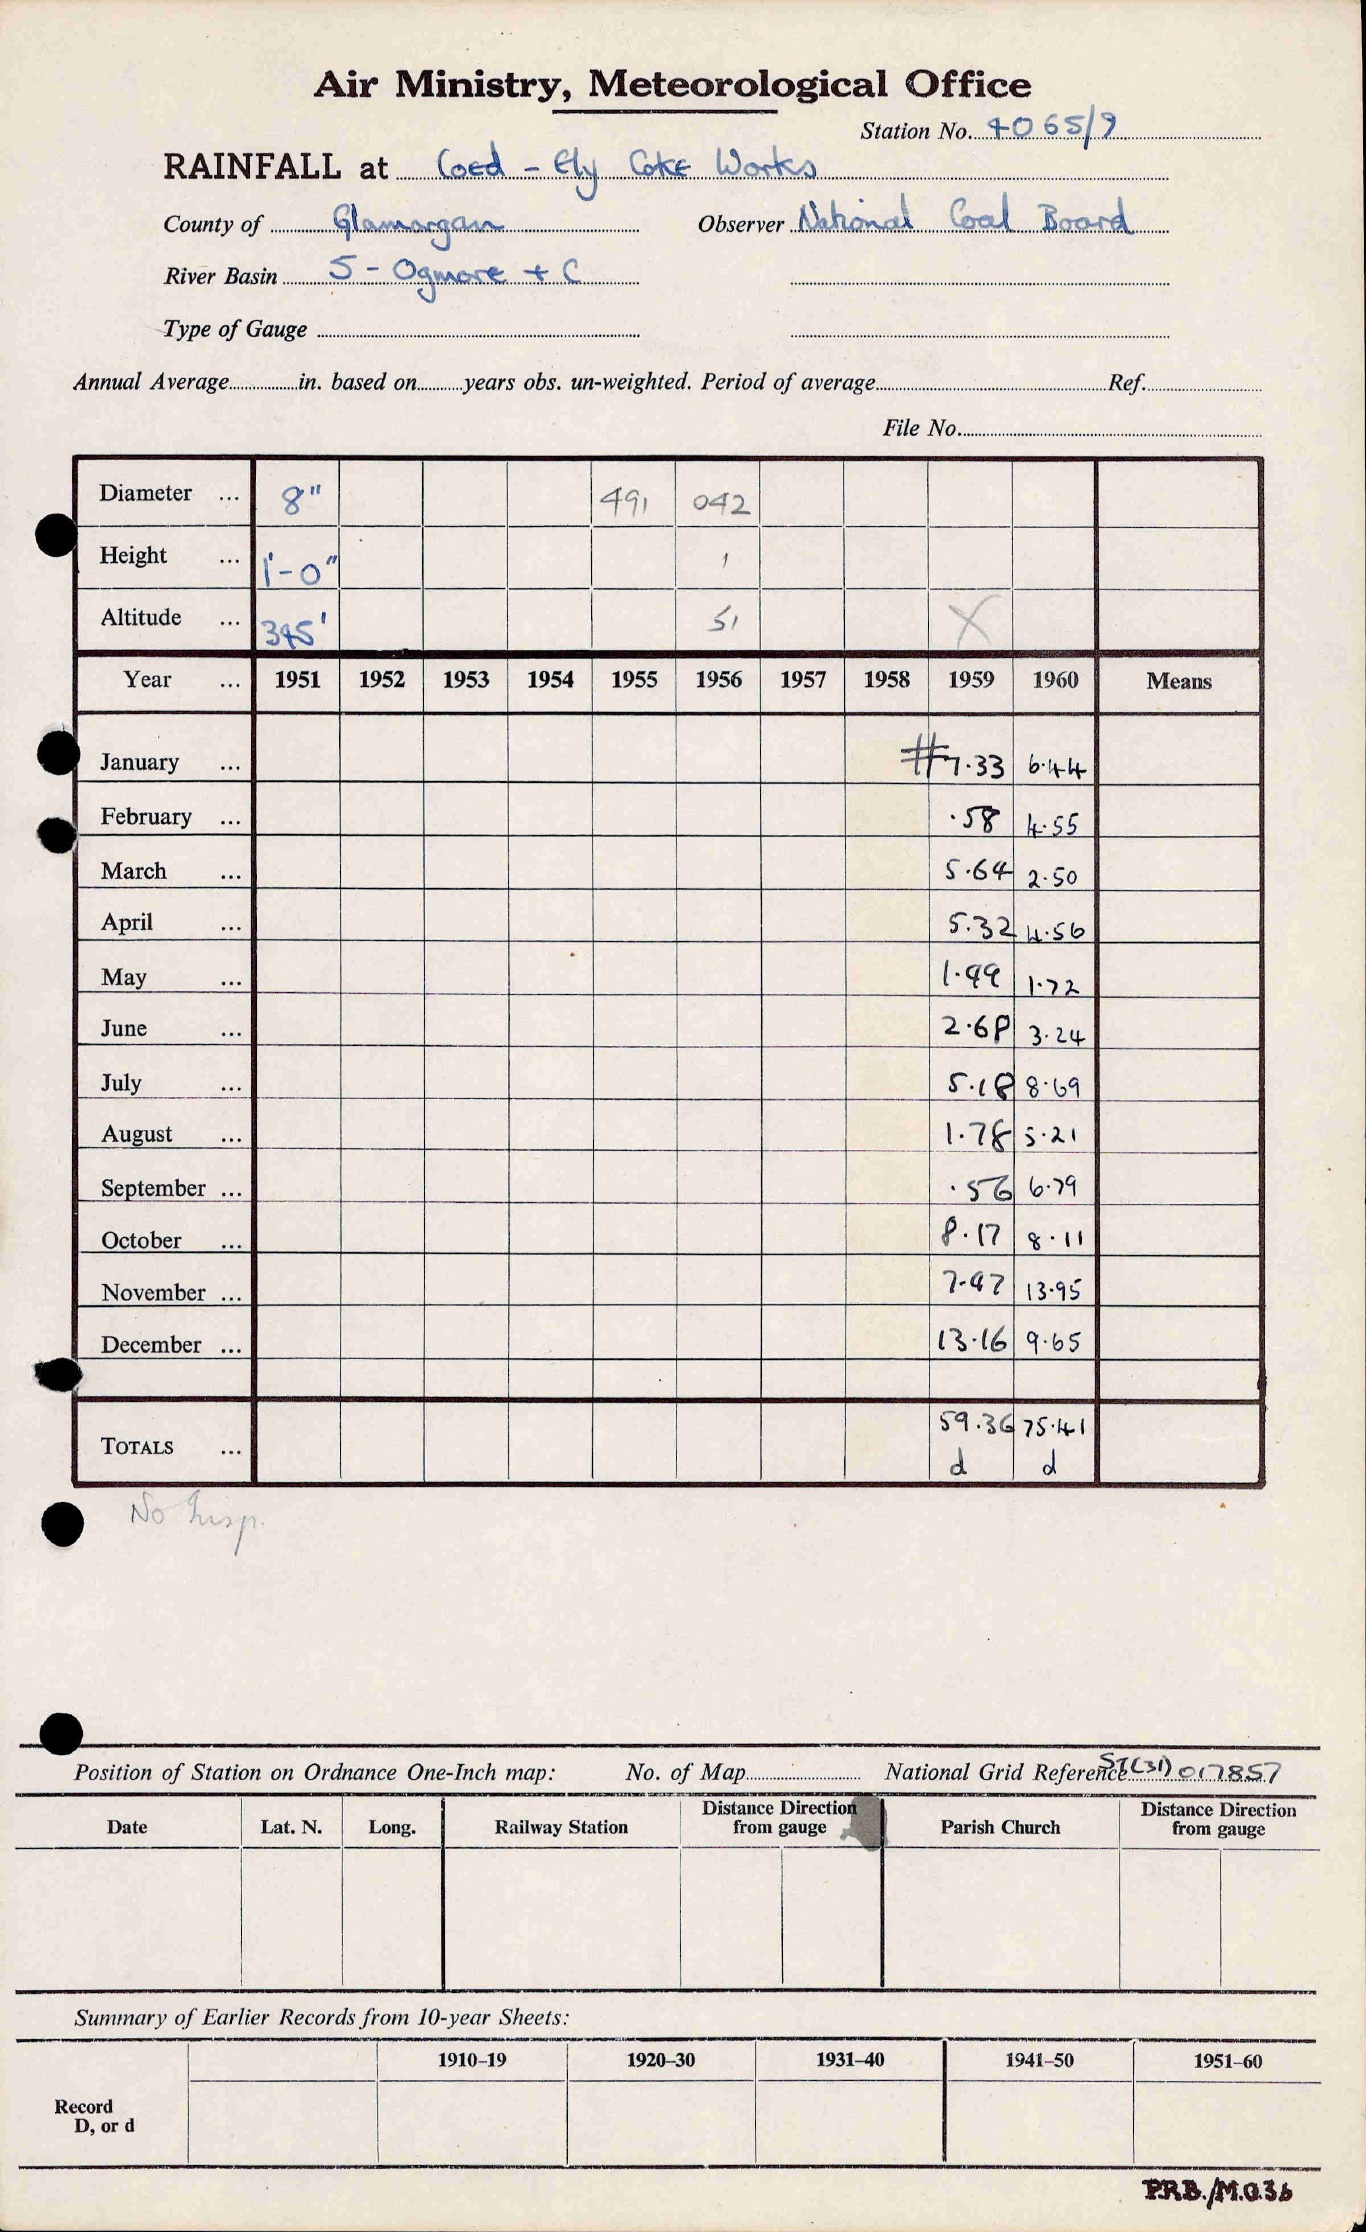 Air Ministry, Meteorological Office
Station No. 4065/9
RAINFALL at Coed - Ely Coke Works
County of Glamorgan Observer National Coal Board
River Basin 5 - Ogmore + C
Type of Gauge
Annual Average in. based on years obs. un-weighted. Period of average Ref.
File No.
Diameter ... 8" 491 042
Height ... 1'-0" 1
Altitude ... 345' 51 X
Year ... 1951 1952 1953 1954 1955 1956 1957 1958 1959 1960 Means
January ... #7.33 6.44
February ... .58 4.55
March ... 5.64 2.50
April ... 5.32 4.56
May ... 1.49 1.72
June ... 2.68 3.24
July ... 5.18 8.69
August ... 1.78 5.21
September ... .56 6.79
October ... 8.17 8.11
November ... 7.47 13.95
December ... 13.16 9.65
TOTALS ... 59.36 75.41
d d
No Insp.
Position of Station on Ordnance One-Inch map: No. of Map National Grid Reference ST(31) 017857
Date Lat. N. Long. Railway Station Distance Direction from gauge Parish Church Distance Direction from gauge
Summary of Earlier Records from 10-year Sheets:
1910–19 1920–30 1931–40 1941–50 1951–60
Record
D, or d
P.R.B./M.O.3b